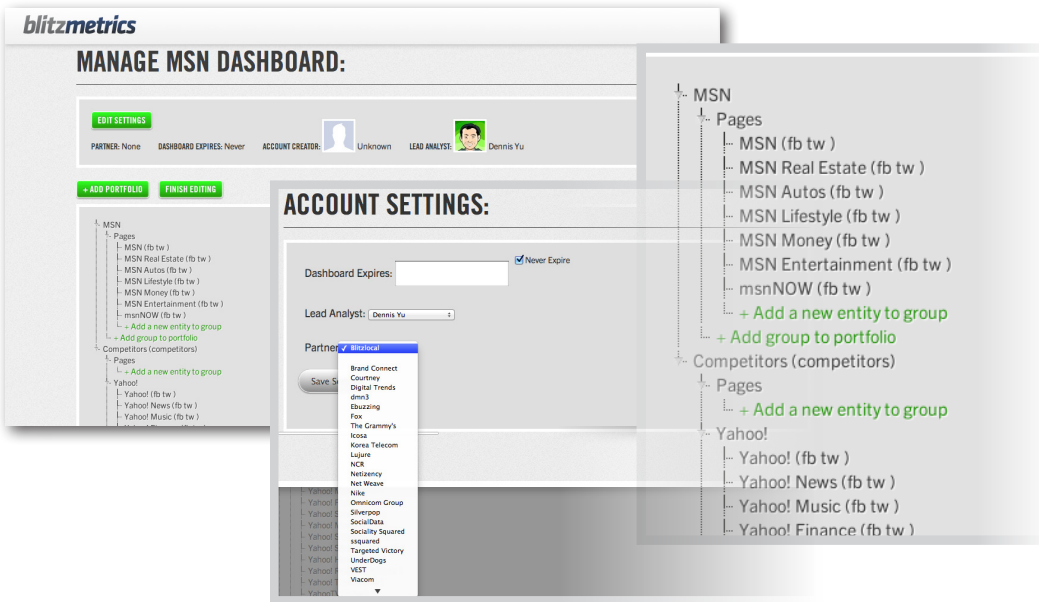 blitzmetrics
MANAGE MSN DASHBOARD:
EDIT SETTINGS
PARTNER: None DASHBOARD EXPIRES: Never ACCOUNT CREATOR: Unknown LEAD ANALYST: Dennis Yu
+ ADD PORTFOLIO FINISH EDITING
MSN
Pages
MSN (fb tw )
MSN Real Estate (fb tw )
MSN Autos (fb tw )
MSN Lifestyle (fb tw )
MSN Money (fb tw )
MSN Entertainment (fb tw )
msnNOW (fb tw )
+ Add a new entity to group
+ Add group to portfolio
Competitors (competitors)
Pages
+ Add a new entity to group
Yahoo!
Yahoo! (fb tw )
Yahoo! News (fb tw )
Yahoo! Music (fb tw )
ACCOUNT SETTINGS:
Dashboard Expires: Never Expire
Lead Analyst: Dennis Yu
Partner
Save
Blitzlocal
Brand Connect
Courtney
Digital Trends
dmn3
Ebuzzing
Fox
The Grammy's
Icosa
Korea Telecom
Lujure
NCR
Netizency
Net Weave
Nike
Omnicom Group
Silverpop
SocialData
Sociality Squared
ssquared
Targeted Victory
UnderDogs
VEST
Viacom
Yahoo!
Yahoo!
Yahoo!
Yahoo!
Yahoo!
Yahoo!
Yahoo!
Yahoo!
MSN
Pages
MSN (fb tw )
MSN Real Estate (fb tw )
MSN Autos (fb tw )
MSN Lifestyle (fb tw )
MSN Money (fb tw )
MSN Entertainment (fb tw )
msnNOW (fb tw )
+ Add a new entity to group
+ Add group to portfolio
Competitors (competitors)
Pages
+ Add a new entity to group
Yahoo!
Yahoo! (fb tw )
Yahoo! News (fb tw )
Yahoo! Music (fb tw )
Yahoo! Finance (fb tw )